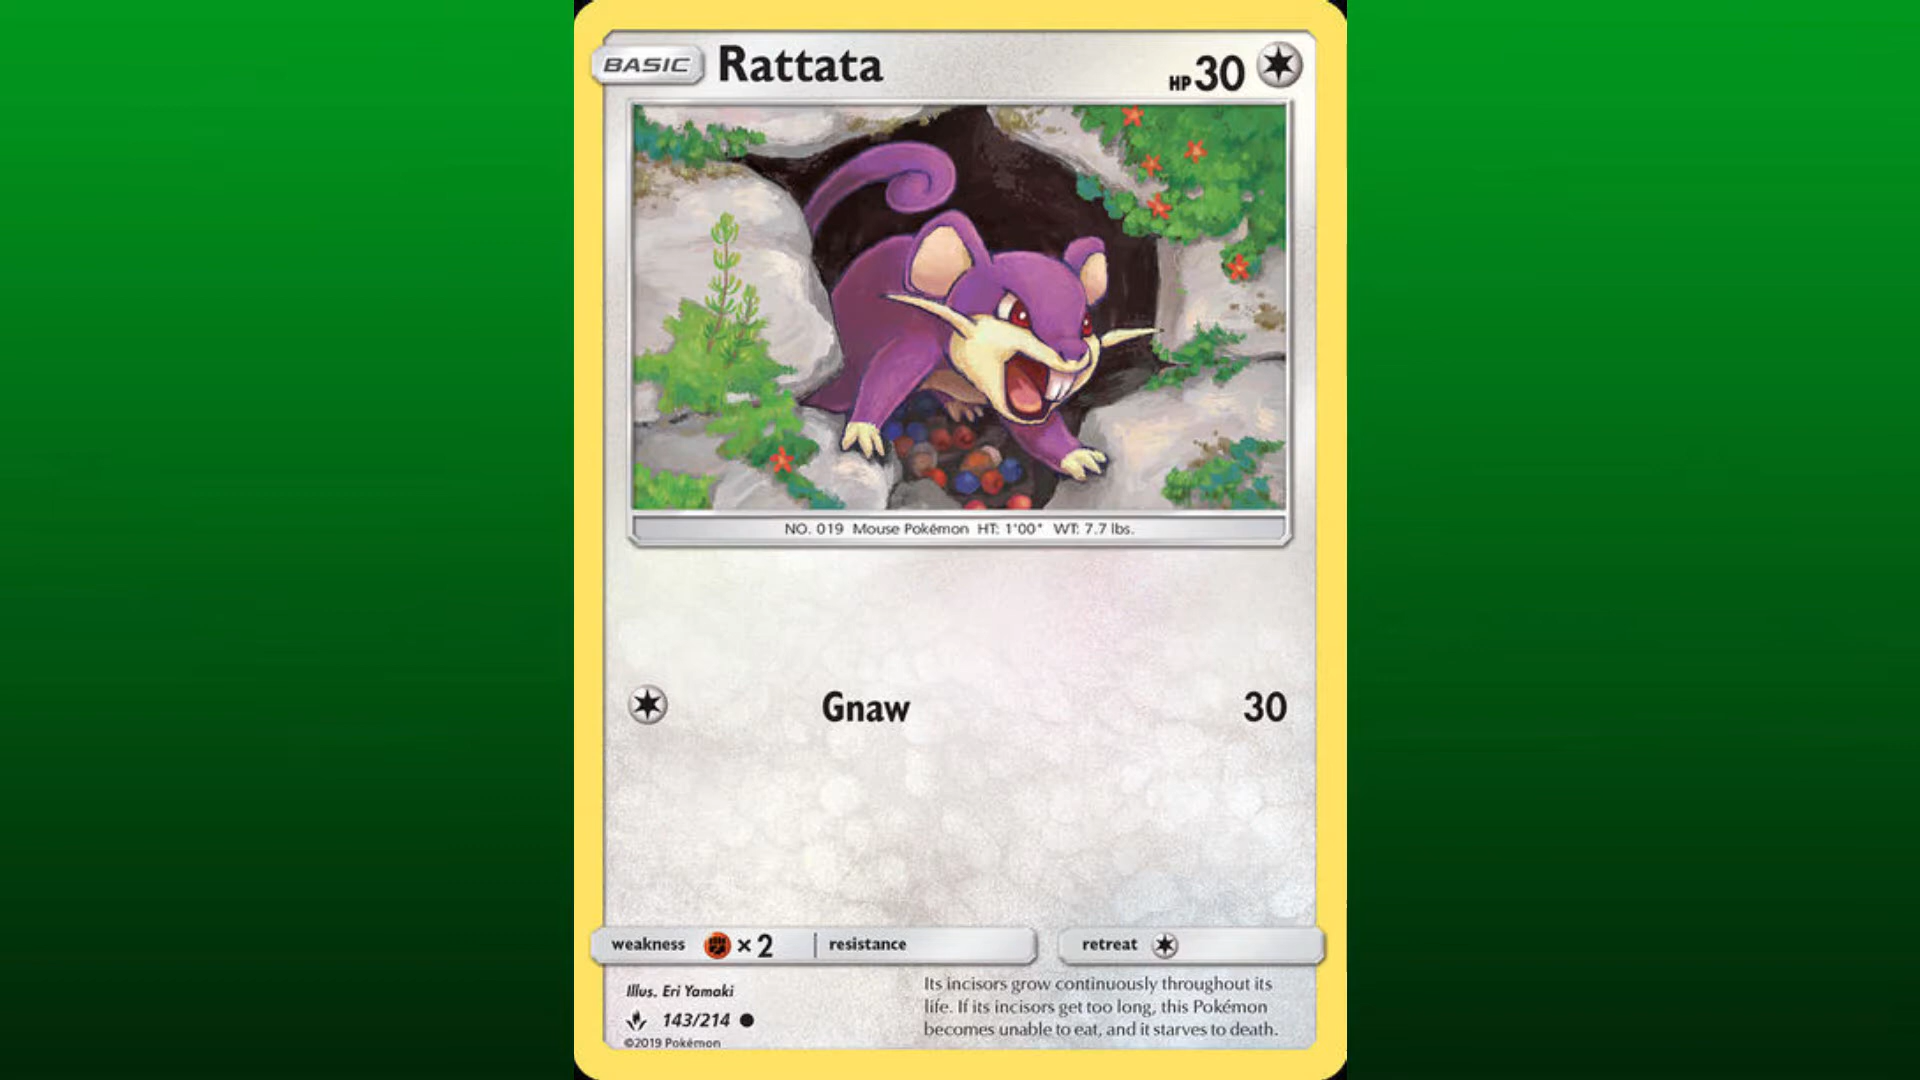 BASIC Rattata HP 30
NO. 019 Mouse Pokémon HT: 1'00" WT: 7.7 lbs.
Gnaw 30
weakness ×2 resistance retreat
Illus. Eri Yamaki
143/214
©2019 Pokémon
Its incisors grow continuously throughout its
life. If its incisors get too long, this Pokémon
becomes unable to eat, and it starves to death.